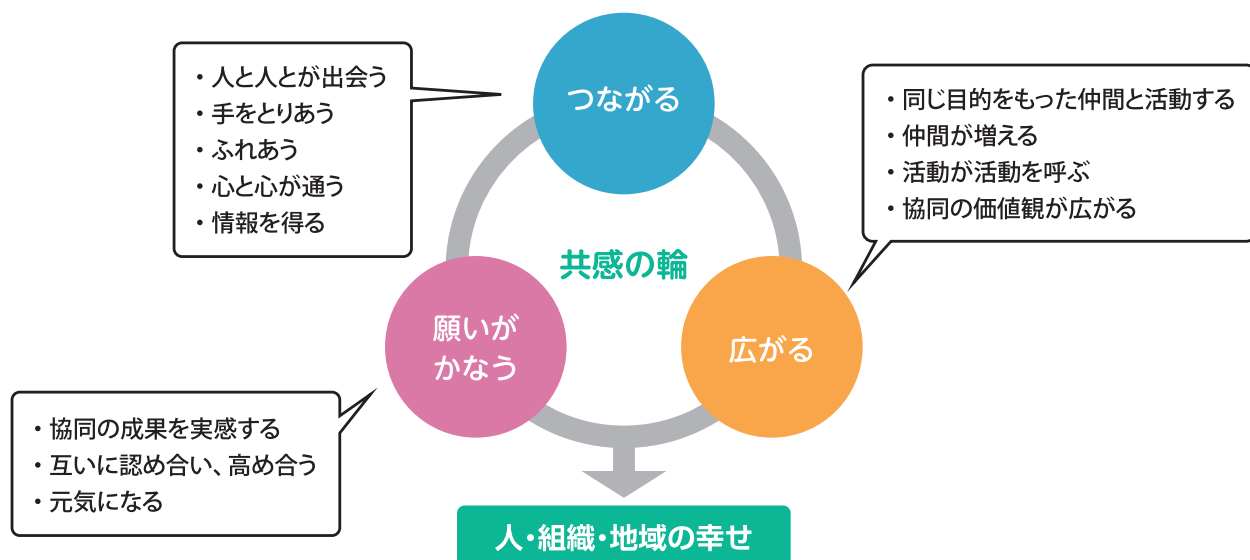 つながる
・人と人とが出会う
・手をとりあう
・ふれあう
・心と心が通う
・情報を得る
・同じ目的をもった仲間と活動する
・仲間が増える
・活動が活動を呼ぶ
・協同の価値観が広がる
共感の輪
願いが
かなう
広がる
・協同の成果を実感する
・互いに認め合い、高め合う
・元気になる
人・組織・地域の幸せ